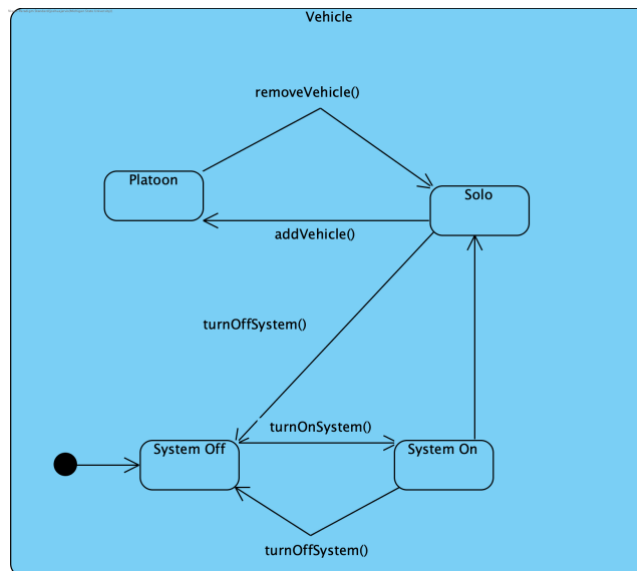 Vehicle
removeVehicle()
Platoon
Solo
addVehicle()
turnOffSystem()
turnOnSystem()
System Off
System On
turnOffSystem()